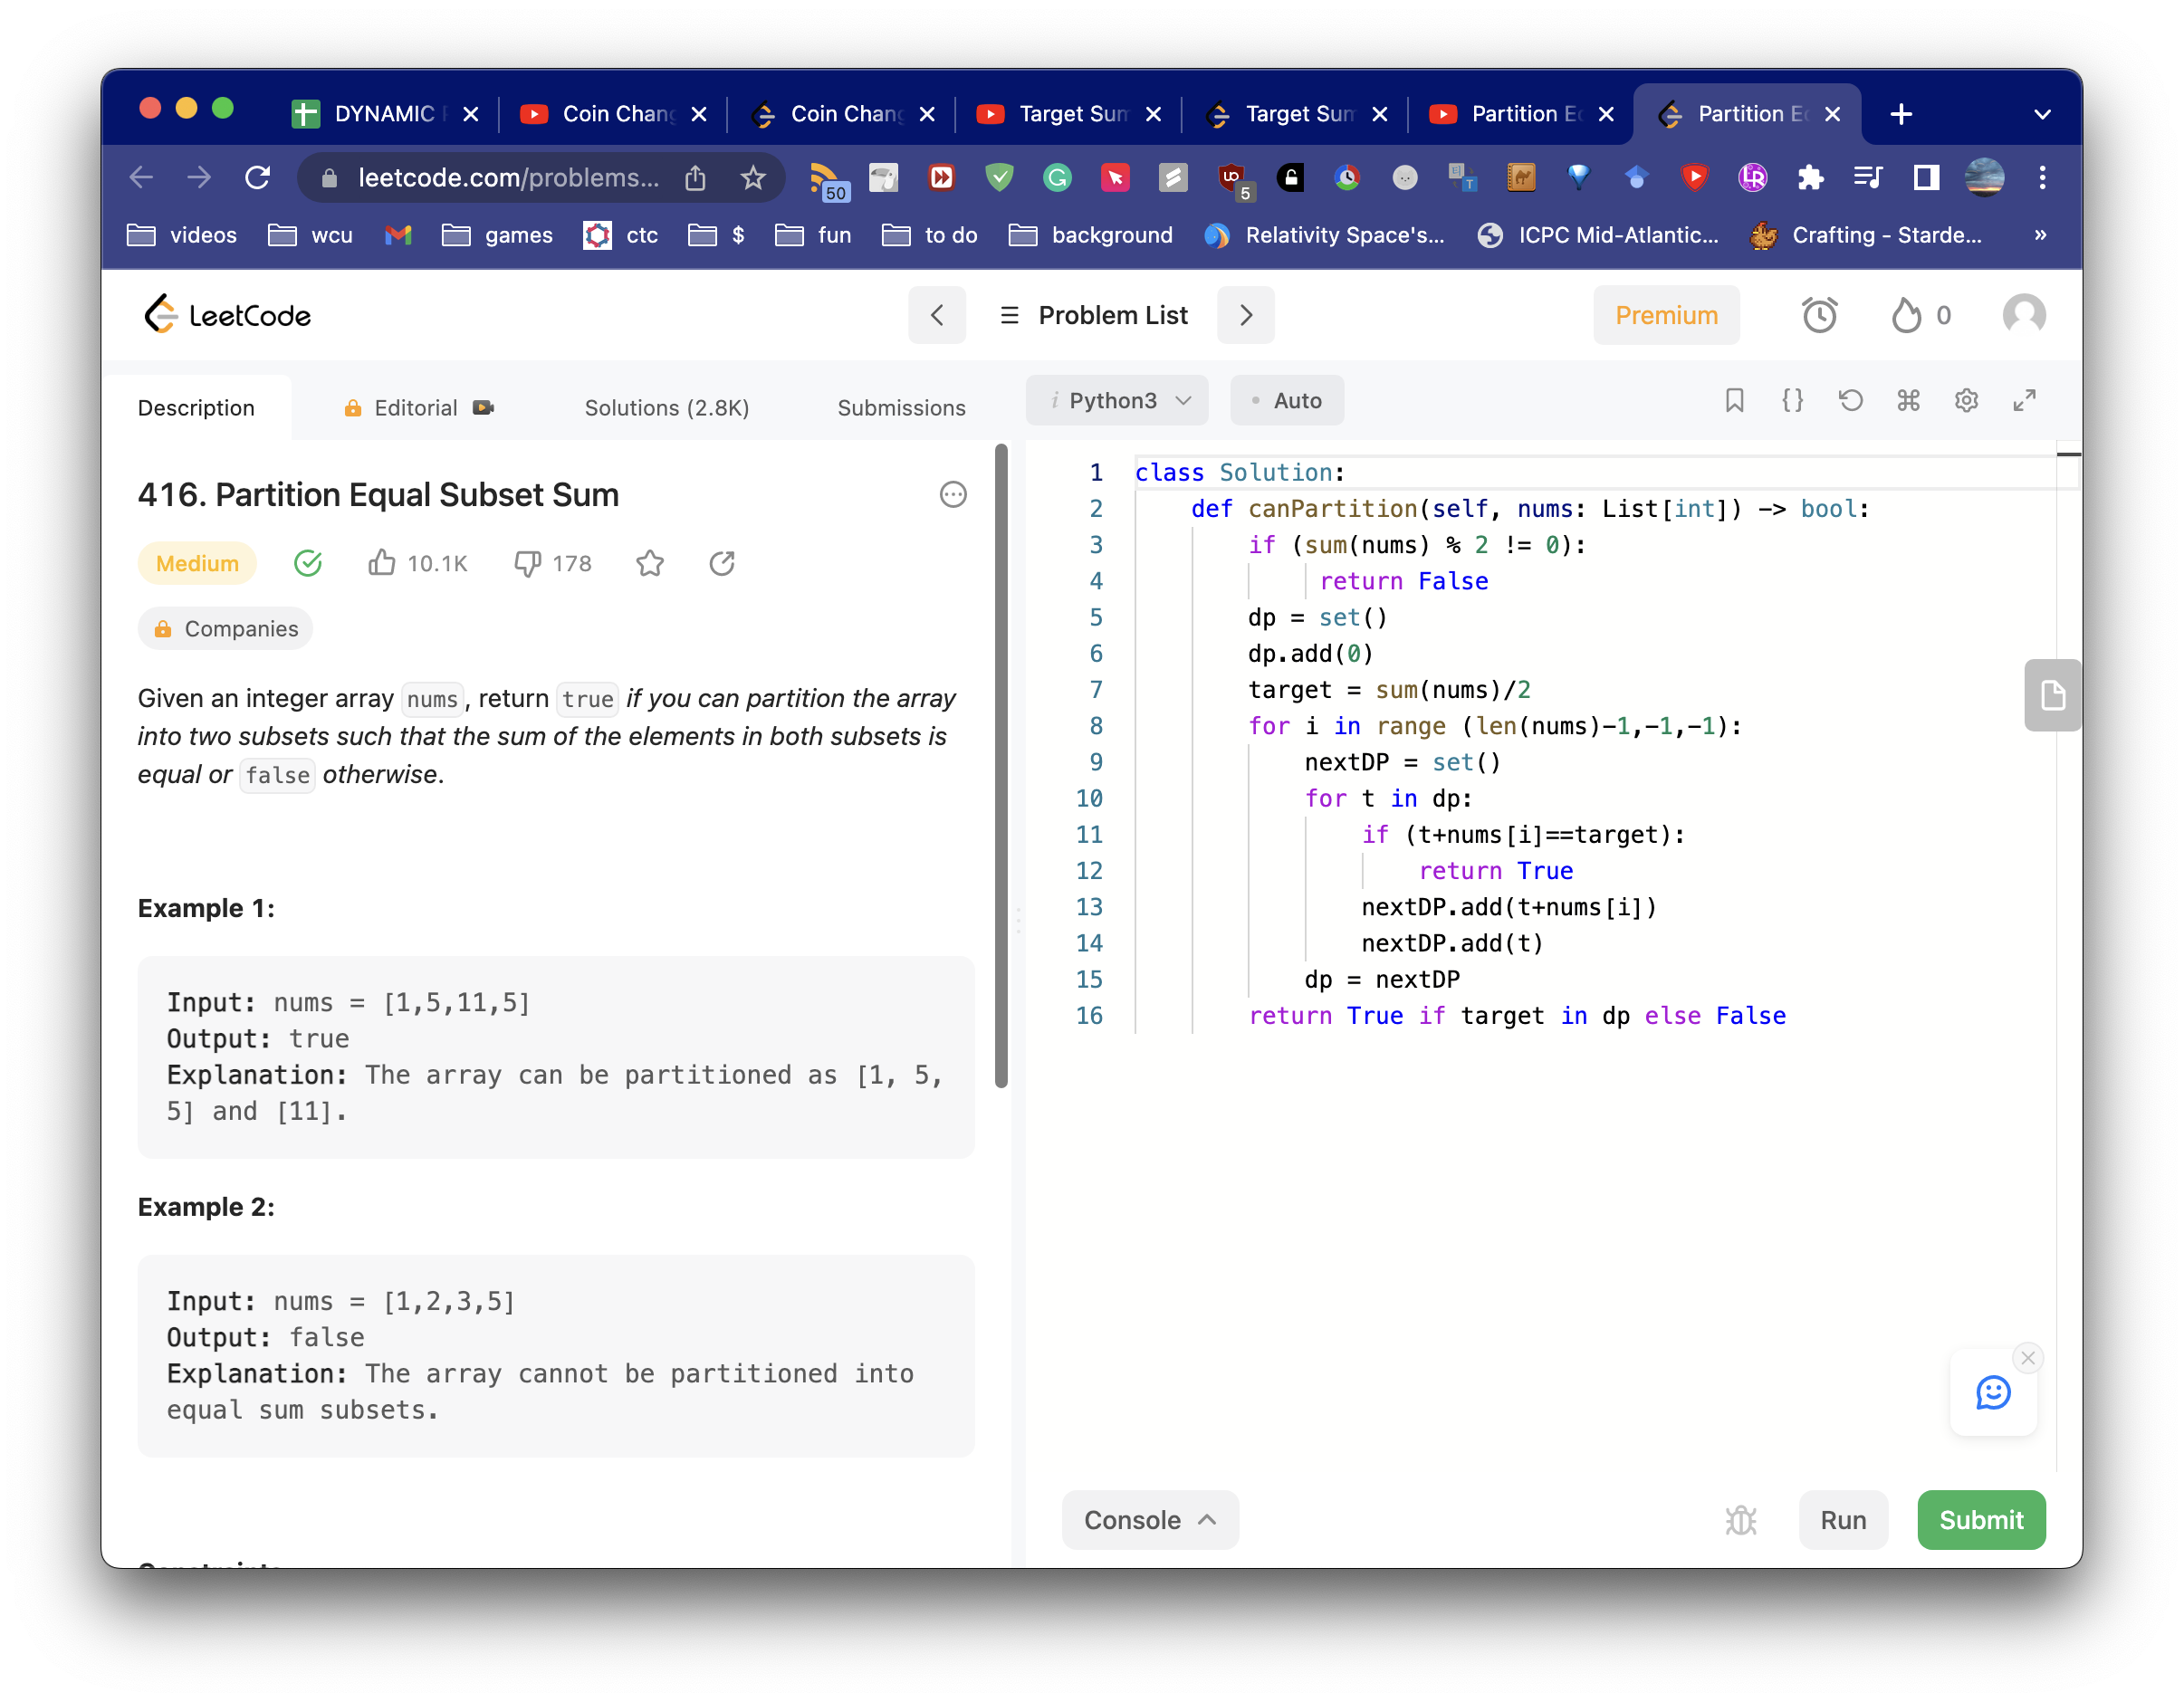 DYNAMIC
Coin Chang
Coin Chang
Target Sum
Target Sum
Partition Eq
Partition Eq
leetcode.com/problems...
50
5
videos
wcu
games
ctc
$
fun
to do
background
Relativity Space's...
ICPC Mid-Atlantic...
Crafting - Starde...
»
LeetCode
Problem List
Premium
0
Description
Editorial
Solutions (2.8K)
Submissions
i Python3
Auto
416. Partition Equal Subset Sum
Medium
10.1K
178
Companies
Given an integer array nums, return true if you can partition the array
into two subsets such that the sum of the elements in both subsets is
equal or false otherwise.
Example 1:
Input: nums = [1,5,11,5]
Output: true
Explanation: The array can be partitioned as [1, 5,
5] and [11].
Example 2:
Input: nums = [1,2,3,5]
Output: false
Explanation: The array cannot be partitioned into
equal sum subsets.
1 class Solution:
2 def canPartition(self, nums: List[int]) -> bool:
3 if (sum(nums) % 2 != 0):
4 return False
5 dp = set()
6 dp.add(0)
7 target = sum(nums)/2
8 for i in range (len(nums)-1,-1,-1):
9 nextDP = set()
10 for t in dp:
11 if (t+nums[i]==target):
12 return True
13 nextDP.add(t+nums[i])
14 nextDP.add(t)
15 dp = nextDP
16 return True if target in dp else False
Console
Run
Submit